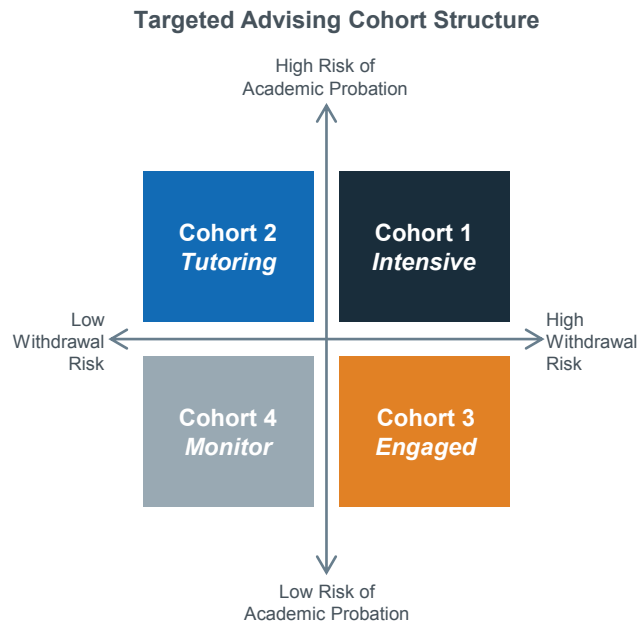 Targeted Advising Cohort Structure
High Risk of
Academic Probation
Cohort 2
Tutoring
Cohort 1
Intensive
Low
Withdrawal
Risk
High
Withdrawal
Risk
Cohort 4
Monitor
Cohort 3
Engaged
Low Risk of
Academic Probation